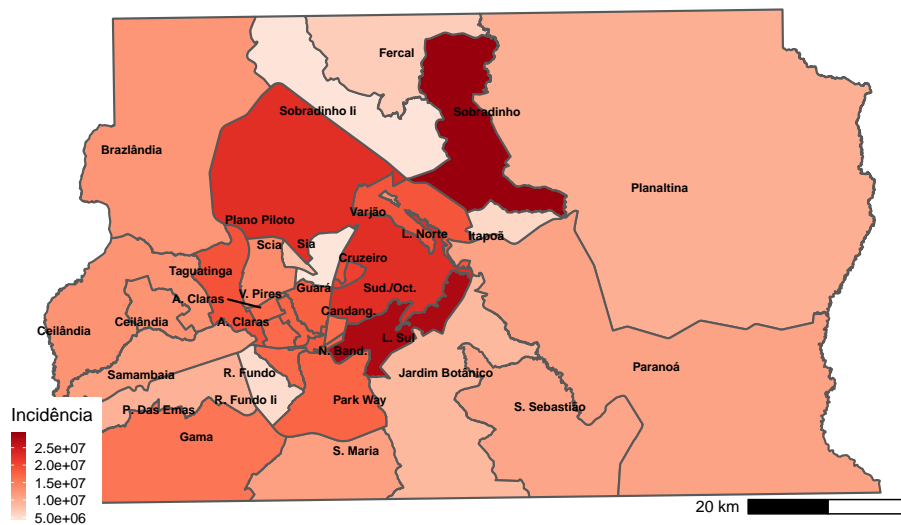 Fercal
Sobradinho Ii
Sobradinho
Brazlândia
Planaltina
Plano Piloto
Varjão
L. Norte
Itapoã
Scia
Sia
Cruzeiro
Taguatinga
Guará
Sud./Oct.
V. Pires
A. Claras
Candang.
Ceilândia
Ceilândia
A. Claras
L. Sul
N. Band.
Samambaia
R. Fundo
Jardim Botânico
Paranoá
P. Das Emas
R. Fundo Ii
Park Way
S. Sebastião
Gama
S. Maria
Incidência
2.5e+07
2.0e+07
1.5e+07
1.0e+07
5.0e+06
20 km